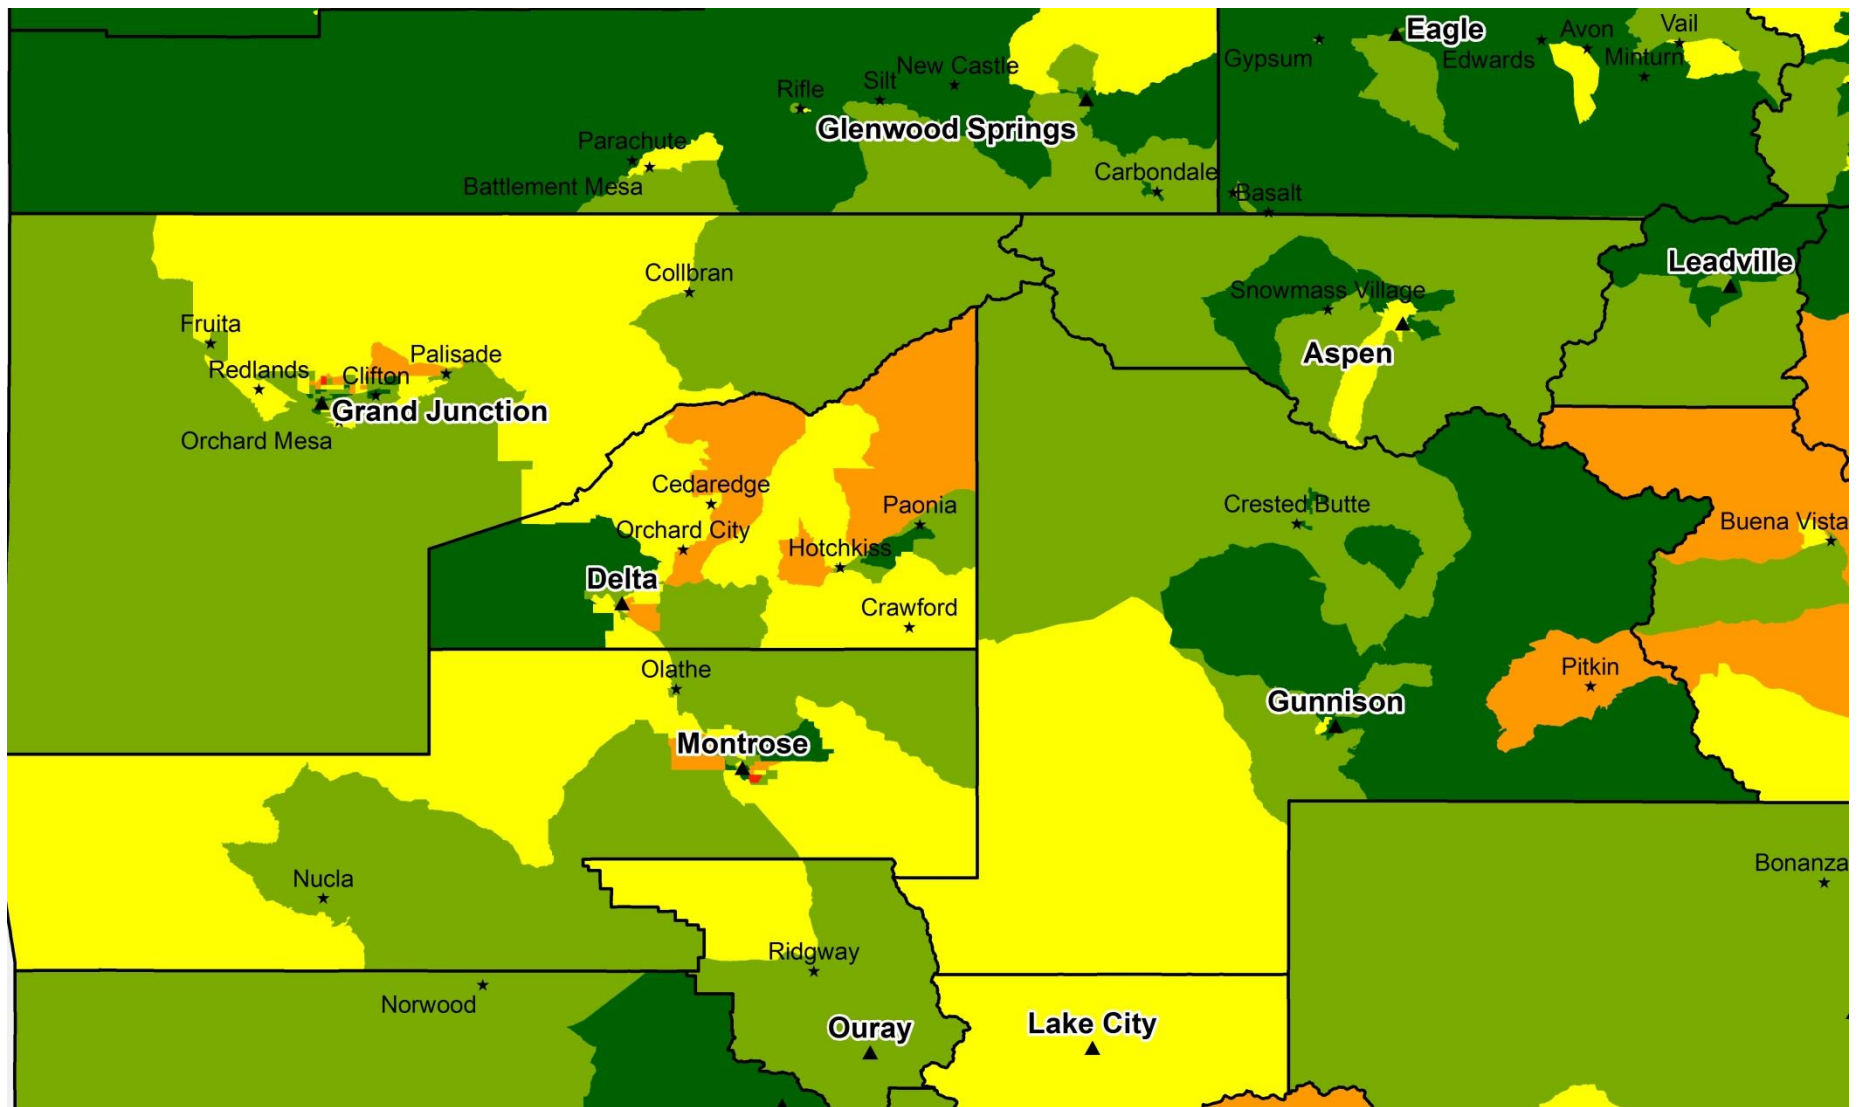 Eagle
Avon
Vail
Gypsum
Edwards
Minturn
New Castle
Silt
Rifle
Glenwood Springs
Parachute
Battlement Mesa
Carbondale
Basalt
Collbran
Leadville
Snowmass Village
Fruita
Aspen
Redlands
Clifton
Palisade
Grand Junction
Orchard Mesa
Cedaredge
Paonia
Crested Butte
Buena Vista
Orchard City
Hotchkiss
Delta
Crawford
Olathe
Pitkin
Gunnison
Montrose
Nucla
Bonanza
Ridgway
Norwood
Ouray
Lake City